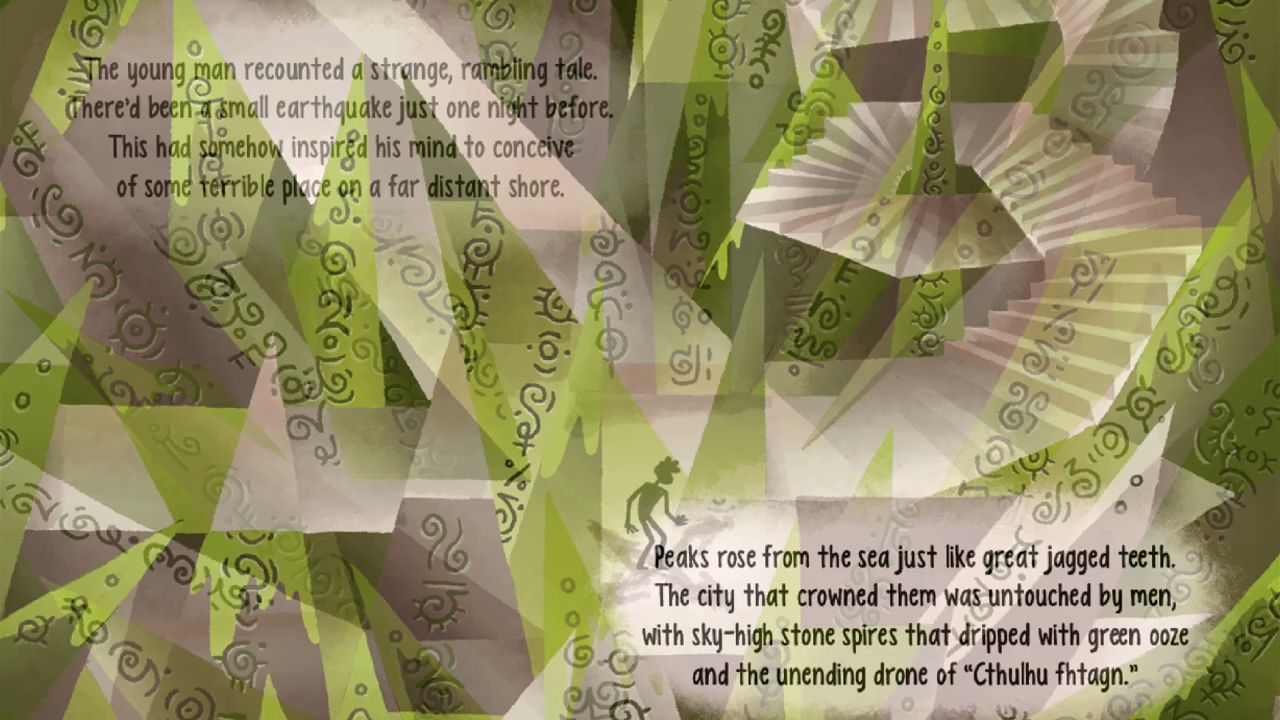 The young man recounted a strange, rambling tale.
There'd been a small earthquake just one night before.
This had somehow inspired his mind to conceive
of some terrible place on a far distant shore.
Peaks rose from the sea just like great jagged teeth.
The city that crowned them was untouched by men,
with sky-high stone spires that dripped with green ooze
and the unending drone of “Cthulhu fhtagn.”